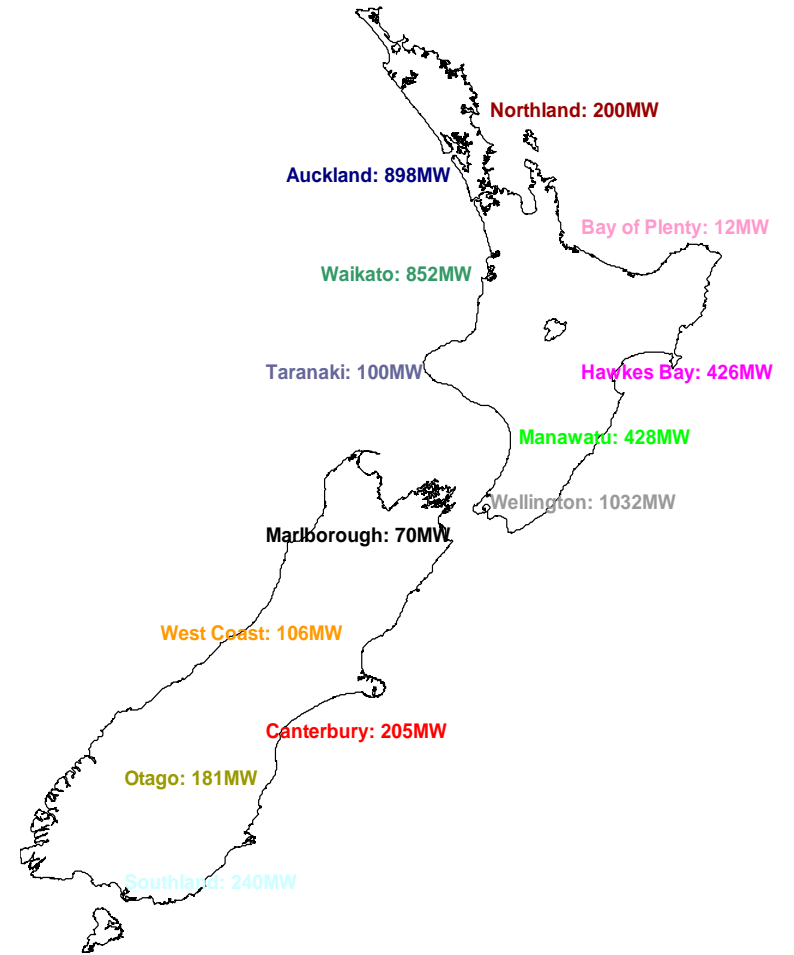 Northland: 200MW
Auckland: 898MW
Bay of Plenty: 12MW
Waikato: 852MW
Taranaki: 100MW
Hawkes Bay: 426MW
Manawatu: 428MW
Wellington: 1032MW
Marlborough: 70MW
West Coast: 106MW
Canterbury: 205MW
Otago: 181MW
Southland: 240MW